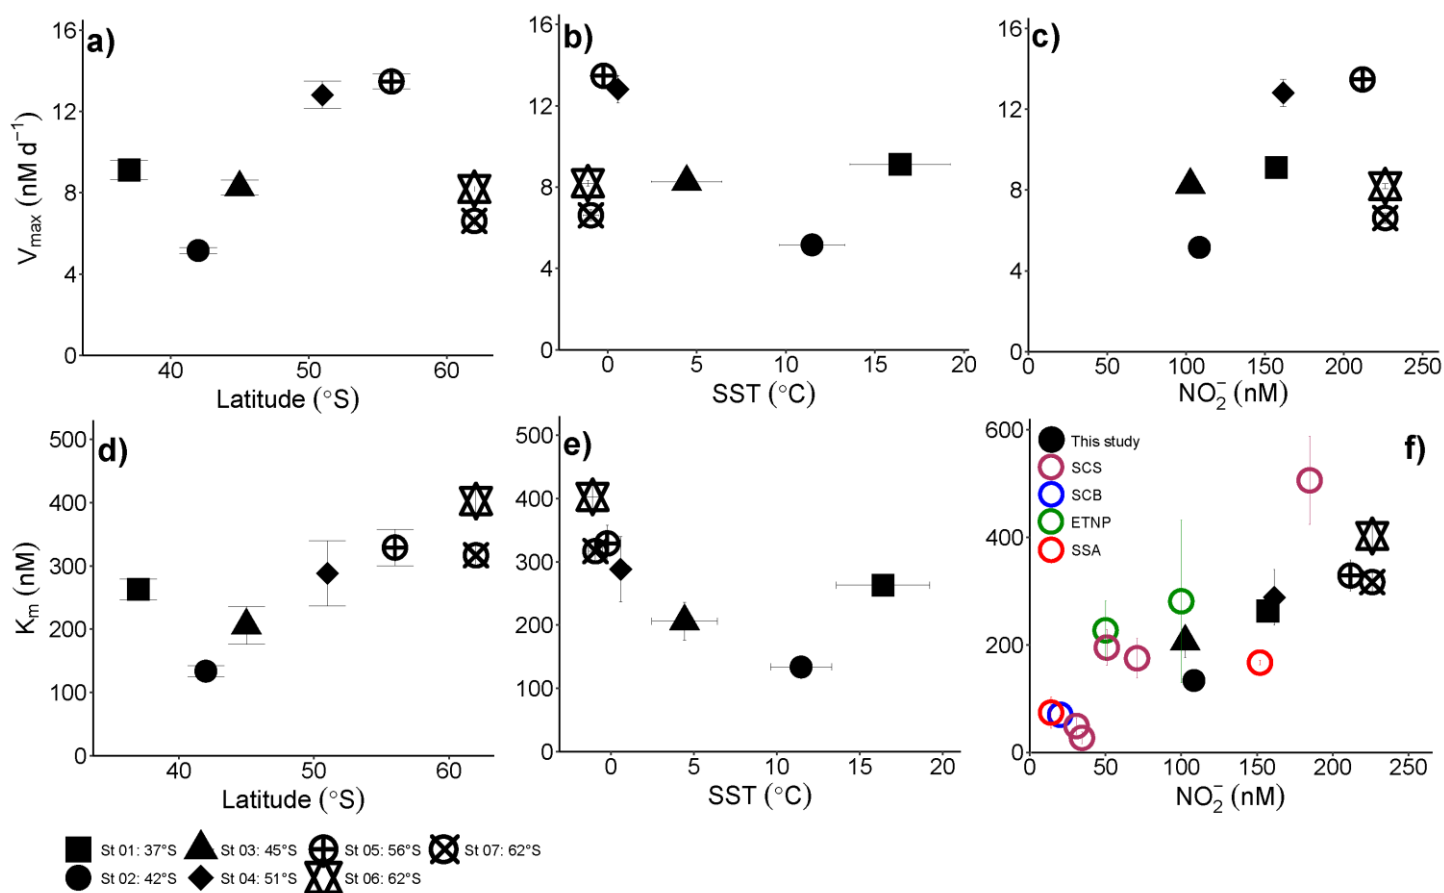 a)
16
12
8
4
0
V_max (nM d⁻¹)
40 50 60
Latitude (°S)
b)
16
12
8
4
0
0 5 10 15 20
SST (°C)
c)
16
12
8
4
0
0 50 100 150 200 250
NO₂⁻ (nM)
d)
500
400
300
200
100
0
K_m (nM)
40 50 60
Latitude (°S)
e)
500
400
300
200
100
0
0 5 10 15 20
SST (°C)
f)
600
400
200
0
This study
SCS
SCB
ETNP
SSA
0 50 100 150 200 250
NO₂⁻ (nM)
St 01: 37°S St 03: 45°S St 05: 56°S St 07: 62°S
St 02: 42°S St 04: 51°S St 06: 62°S